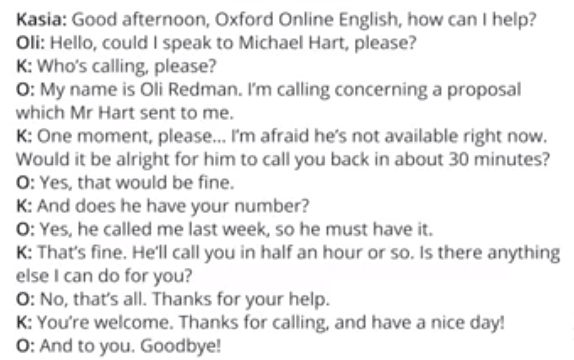 Kasia: Good afternoon, Oxford Online English, how can I help?
Oli: Hello, could I speak to Michael Hart, please?
K: Who's calling, please?
O: My name is Oli Redman. I'm calling concerning a proposal
which Mr Hart sent to me.
K: One moment, please... I'm afraid he's not available right now.
Would it be alright for him to call you back in about 30 minutes?
O: Yes, that would be fine.
K: And does he have your number?
O: Yes, he called me last week, so he must have it.
K: That's fine. He'll call you in half an hour or so. Is there anything
else I can do for you?
O: No, that's all. Thanks for your help.
K: You're welcome. Thanks for calling, and have a nice day!
O: And to you. Goodbye!